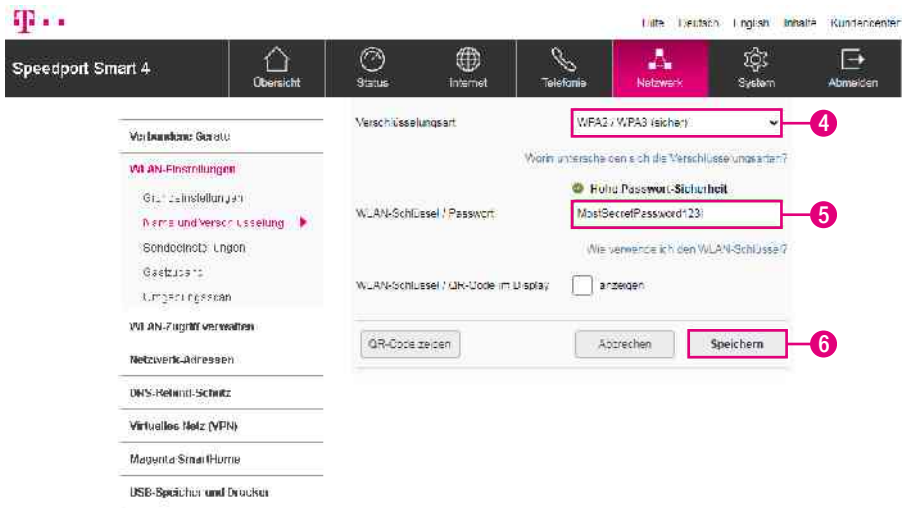 Hilfe Deutsch English Inhalte Kundencenter
Speedport Smart 4
Übersicht Status Internet Telefonie Netzwerk System Abmelden
Verbundene Geräte
WLAN-Einstellungen
Grundeinstellungen
Name und Verschlüsselung
Sendeeinstellungen
Gastzugang
Umgebungsscan
WLAN-Zugriff verwalten
Netzwerk-Adressen
DNS-Rebind-Schutz
Virtuelles Netz (VPN)
Magenta SmartHome
USB-Speicher und Drucker
Verschlüsselungsart WPA2 / WPA3 (sicher) 4
Worin unterscheiden sich die Verschlüsselungsarten?
Hohe Passwort-Sicherheit
WLAN-Schlüssel / Passwort MostSecretPassword123! 5
Wie verwende ich den WLAN-Schlüssel?
WLAN-Schlüssel / QR-Code im Display anzeigen
QR-Code zeigen Abbrechen Speichern 6